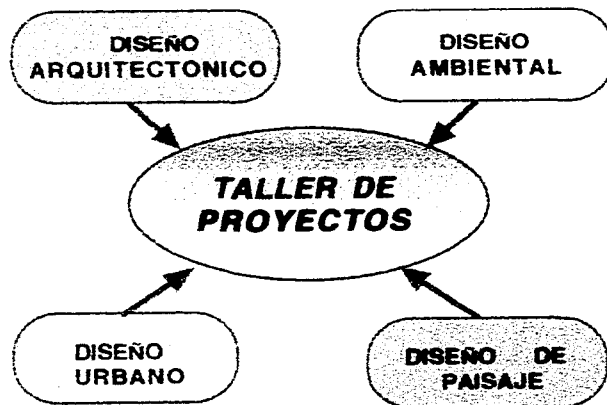 DISEÑO
ARQUITECTONICO
DISEÑO
AMBIENTAL
TALLER DE
PROYECTOS
DISEÑO
URBANO
DISEÑO DE
PAISAJE